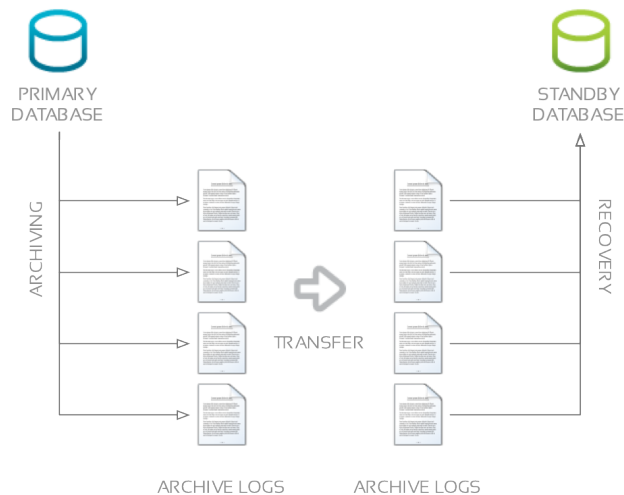 PRIMARY
DATABASE
STANDBY
DATABASE
ARCHIVING
RECOVERY
TRANSFER
ARCHIVE LOGS
ARCHIVE LOGS